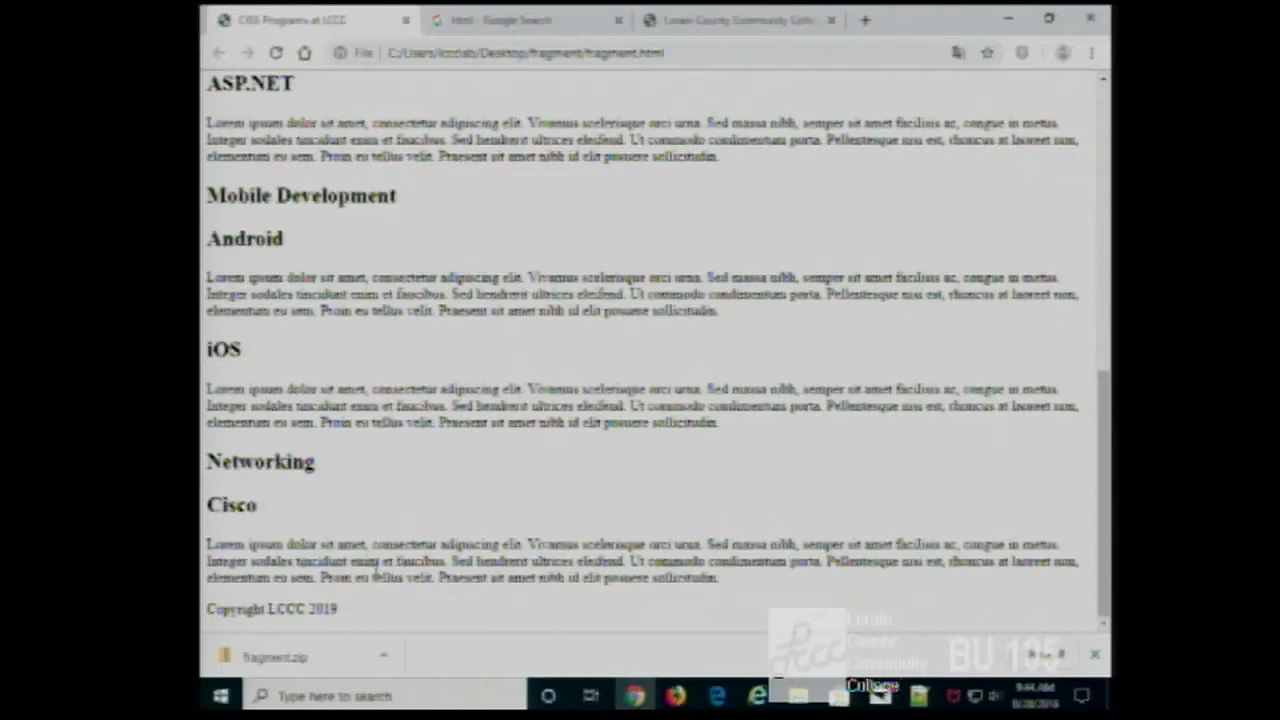 CISS Programs at LCCC
html - Google Search
Lorain County Community Colle
File | C:/Users/lccclab/Desktop/fragment/fragment.html
ASP.NET
Lorem ipsum dolor sit amet, consectetur adipiscing elit. Vivamus scelerisque orci urna. Sed massa nibh, semper sit amet facilisis ac, congue in metus.
Integer sodales tincidunt enim et faucibus. Sed hendrerit ultrices eleifend. Ut commodo condimentum porta. Pellentesque nisi est, rhoncus at laoreet non,
elementum eu sem. Proin eu tellus velit. Praesent sit amet nibh id elit posuere sollicitudin.
Mobile Development
Android
Lorem ipsum dolor sit amet, consectetur adipiscing elit. Vivamus scelerisque orci urna. Sed massa nibh, semper sit amet facilisis ac, congue in metus.
Integer sodales tincidunt enim et faucibus. Sed hendrerit ultrices eleifend. Ut commodo condimentum porta. Pellentesque nisi est, rhoncus at laoreet non,
elementum eu sem. Proin eu tellus velit. Praesent sit amet nibh id elit posuere sollicitudin.
iOS
Lorem ipsum dolor sit amet, consectetur adipiscing elit. Vivamus scelerisque orci urna. Sed massa nibh, semper sit amet facilisis ac, congue in metus.
Integer sodales tincidunt enim et faucibus. Sed hendrerit ultrices eleifend. Ut commodo condimentum porta. Pellentesque nisi est, rhoncus at laoreet non,
elementum eu sem. Proin eu tellus velit. Praesent sit amet nibh id elit posuere sollicitudin.
Networking
Cisco
Lorem ipsum dolor sit amet, consectetur adipiscing elit. Vivamus scelerisque orci urna. Sed massa nibh, semper sit amet facilisis ac, congue in metus.
Integer sodales tincidunt enim et faucibus. Sed hendrerit ultrices eleifend. Ut commodo condimentum porta. Pellentesque nisi est, rhoncus at laoreet non,
elementum eu sem. Proin eu tellus velit. Praesent sit amet nibh id elit posuere sollicitudin.
Copyright LCCC 2019
fragment.zip
lccc
Lorain
County
Community
College
BU 105
Type here to search
9:44 AM